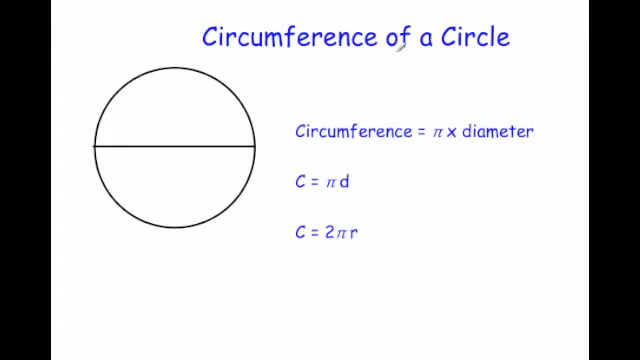 Circumference of a Circle
Circumference = π x diameter
C = π d
C = 2π r